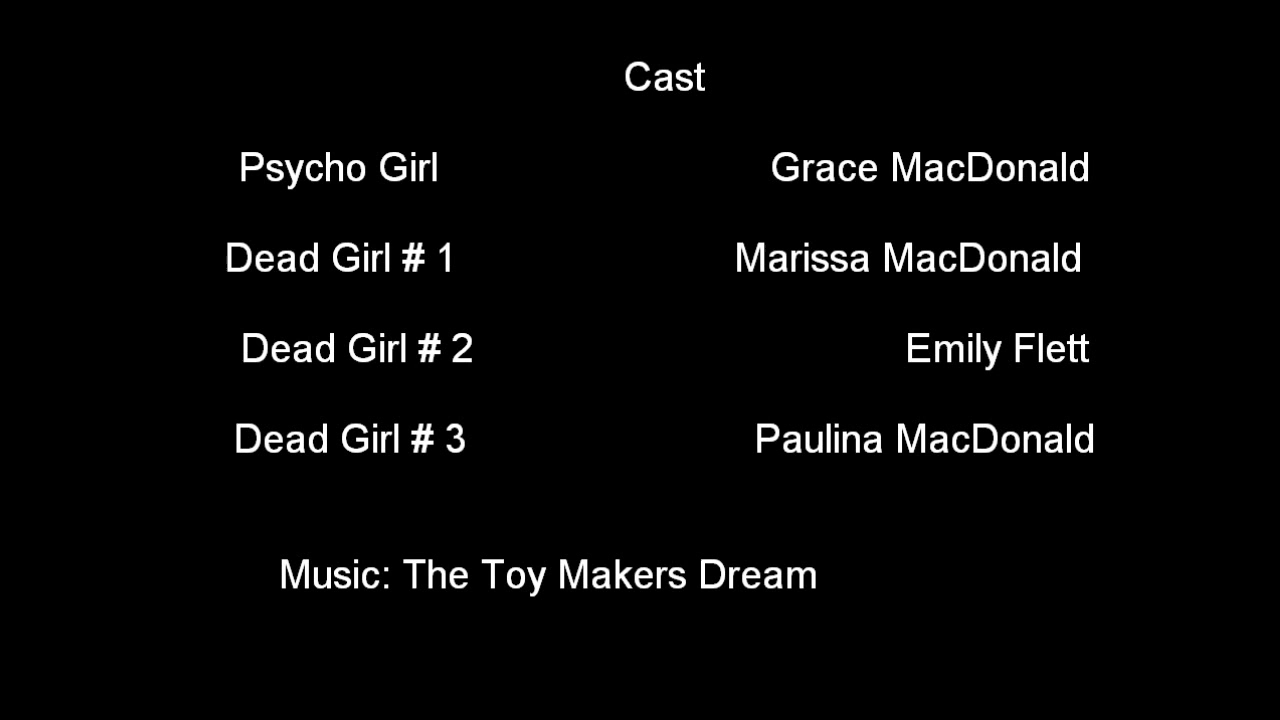 Cast
Psycho Girl Grace MacDonald
Dead Girl # 1 Marissa MacDonald
Dead Girl # 2 Emily Flett
Dead Girl # 3 Paulina MacDonald
Music: The Toy Makers Dream